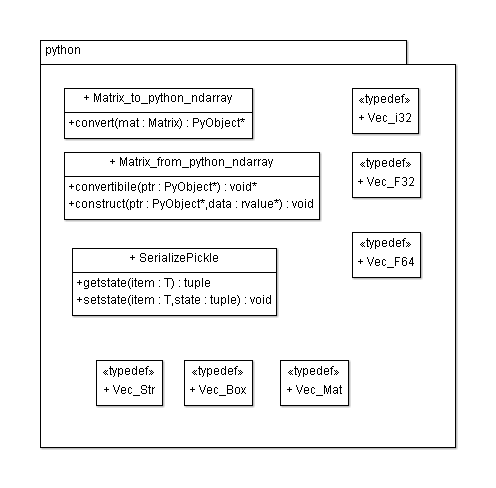 python
+ Matrix_to_python_ndarray
+convert(mat : Matrix) : PyObject*
«typedef»
+ Vec_i32
+ Matrix_from_python_ndarray
+convertibile(ptr : PyObject*) : void*
+construct(ptr : PyObject*,data : rvalue*) : void
«typedef»
+ Vec_F32
«typedef»
+ Vec_F64
+ SerializePickle
+getstate(item : T) : tuple
+setstate(item : T,state : tuple) : void
«typedef»
+ Vec_Str
«typedef»
+ Vec_Box
«typedef»
+ Vec_Mat